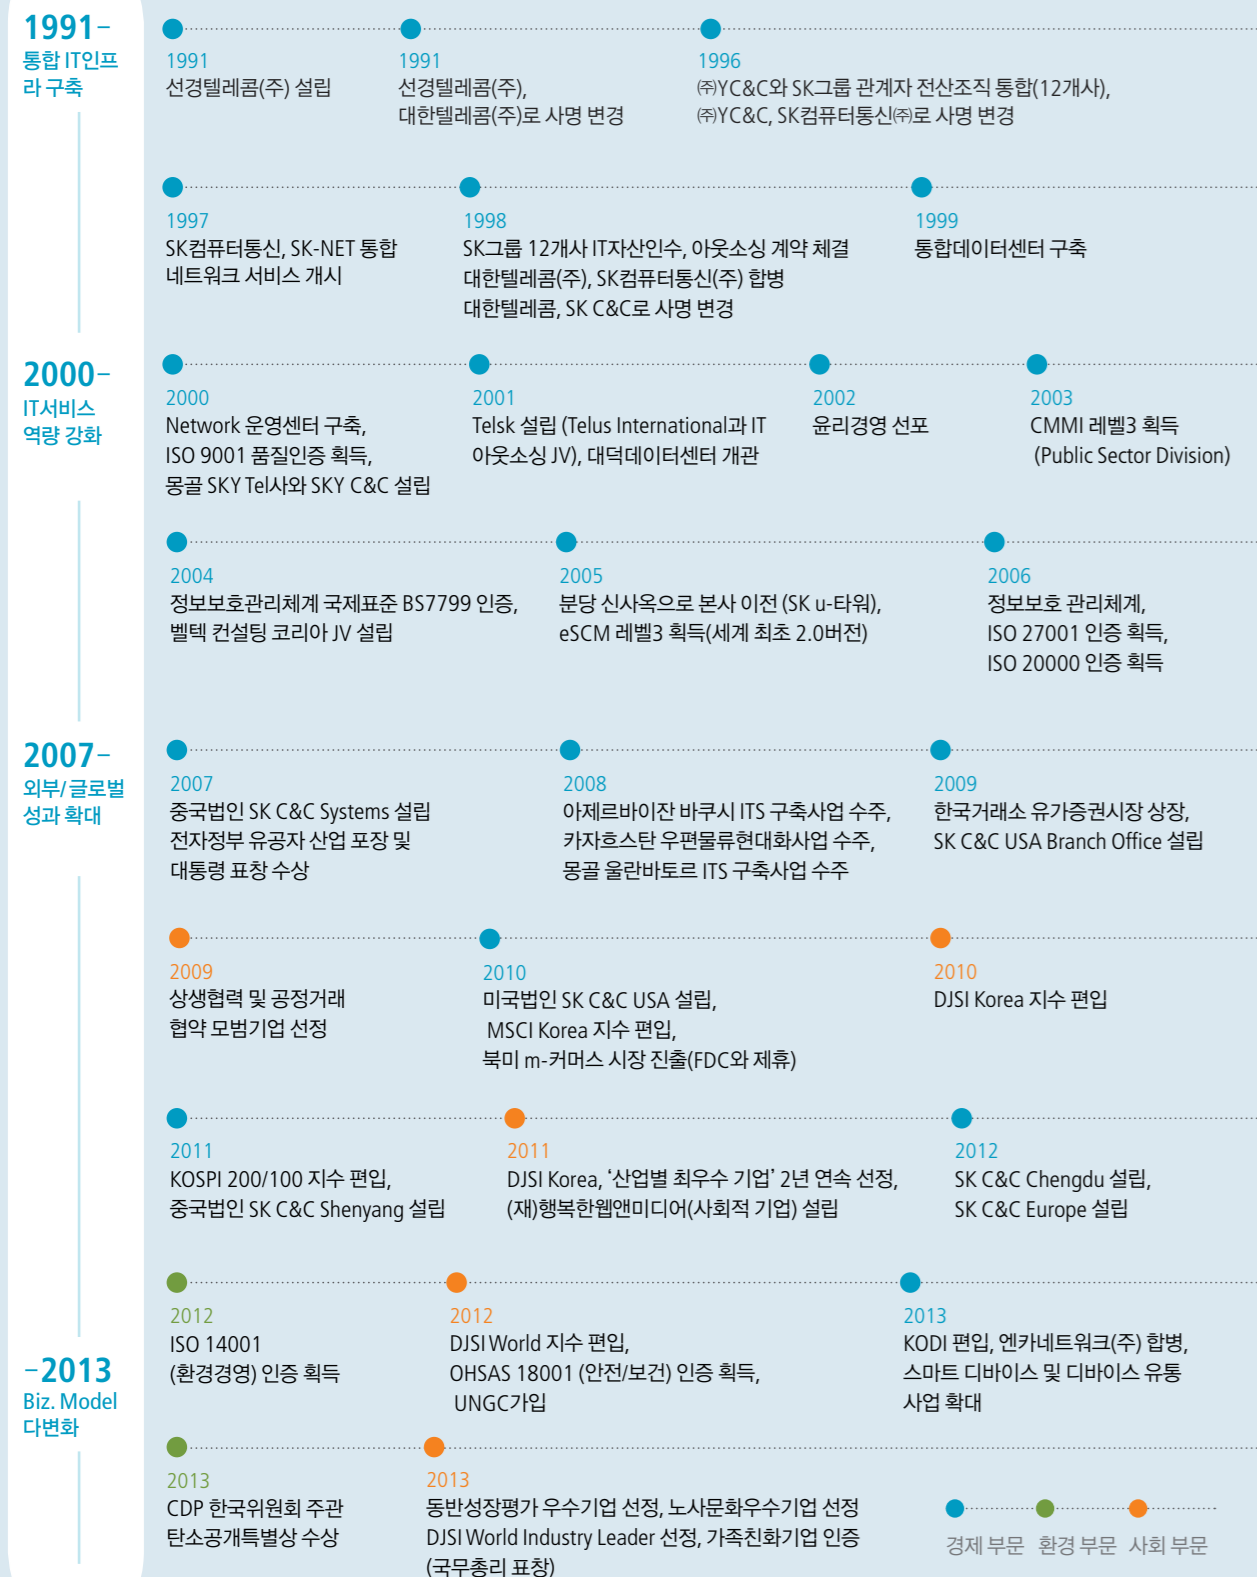 1991–
통합 IT인프
라 구축
1991
선경텔레콤(주) 설립
1991
선경텔레콤(주),
대한텔레콤(주)로 사명 변경
1996
㈜YC&C와 SK그룹 관계자 전산조직 통합(12개사),
㈜YC&C, SK컴퓨터통신㈜로 사명 변경
1997
SK컴퓨터통신, SK-NET 통합
네트워크 서비스 개시
1998
SK그룹 12개사 IT자산인수, 아웃소싱 계약 체결
대한텔레콤(주), SK컴퓨터통신(주) 합병
대한텔레콤, SK C&C로 사명 변경
1999
통합데이터센터 구축
2000–
IT서비스
역량 강화
2000
Network 운영센터 구축,
ISO 9001 품질인증 획득,
몽골 SKY Tel사와 SKY C&C 설립
2001
Telsk 설립 (Telus International과 IT
아웃소싱 JV), 대덕데이터센터 개관
2002
윤리경영 선포
2003
CMMI 레벨3 획득
(Public Sector Division)
2004
정보보호관리체계 국제표준 BS7799 인증,
벨텍 컨설팅 코리아 JV 설립
2005
분당 신사옥으로 본사 이전 (SK u-타워),
eSCM 레벨3 획득(세계 최초 2.0버전)
2006
정보보호 관리체계,
ISO 27001 인증 획득,
ISO 20000 인증 획득
2007–
외부/글로벌
성과 확대
2007
중국법인 SK C&C Systems 설립
전자정부 유공자 산업 포장 및
대통령 표창 수상
2008
아제르바이잔 바쿠시 ITS 구축사업 수주,
카자흐스탄 우편물류현대화사업 수주,
몽골 울란바토르 ITS 구축사업 수주
2009
한국거래소 유가증권시장 상장,
SK C&C USA Branch Office 설립
2009
상생협력 및 공정거래
협약 모범기업 선정
2010
미국법인 SK C&C USA 설립,
MSCI Korea 지수 편입,
북미 m-커머스 시장 진출(FDC와 제휴)
2010
DJSI Korea 지수 편입
2011
KOSPI 200/100 지수 편입,
중국법인 SK C&C Shenyang 설립
2011
DJSI Korea, ‘산업별 최우수 기업’ 2년 연속 선정,
(재)행복한웹앤미디어(사회적 기업) 설립
2012
SK C&C Chengdu 설립,
SK C&C Europe 설립
2012
ISO 14001
(환경경영) 인증 획득
2012
DJSI World 지수 편입,
OHSAS 18001 (안전/보건) 인증 획득,
UNGC가입
2013
KODI 편입, 엔카네트워크(주) 합병,
스마트 디바이스 및 디바이스 유통
사업 확대
–2013
Biz. Model
다변화
2013
CDP 한국위원회 주관
탄소공개특별상 수상
2013
동반성장평가 우수기업 선정, 노사문화우수기업 선정
DJSI World Industry Leader 선정, 가족친화기업 인증
(국무총리 표창)
경제 부문 환경 부문 사회 부문